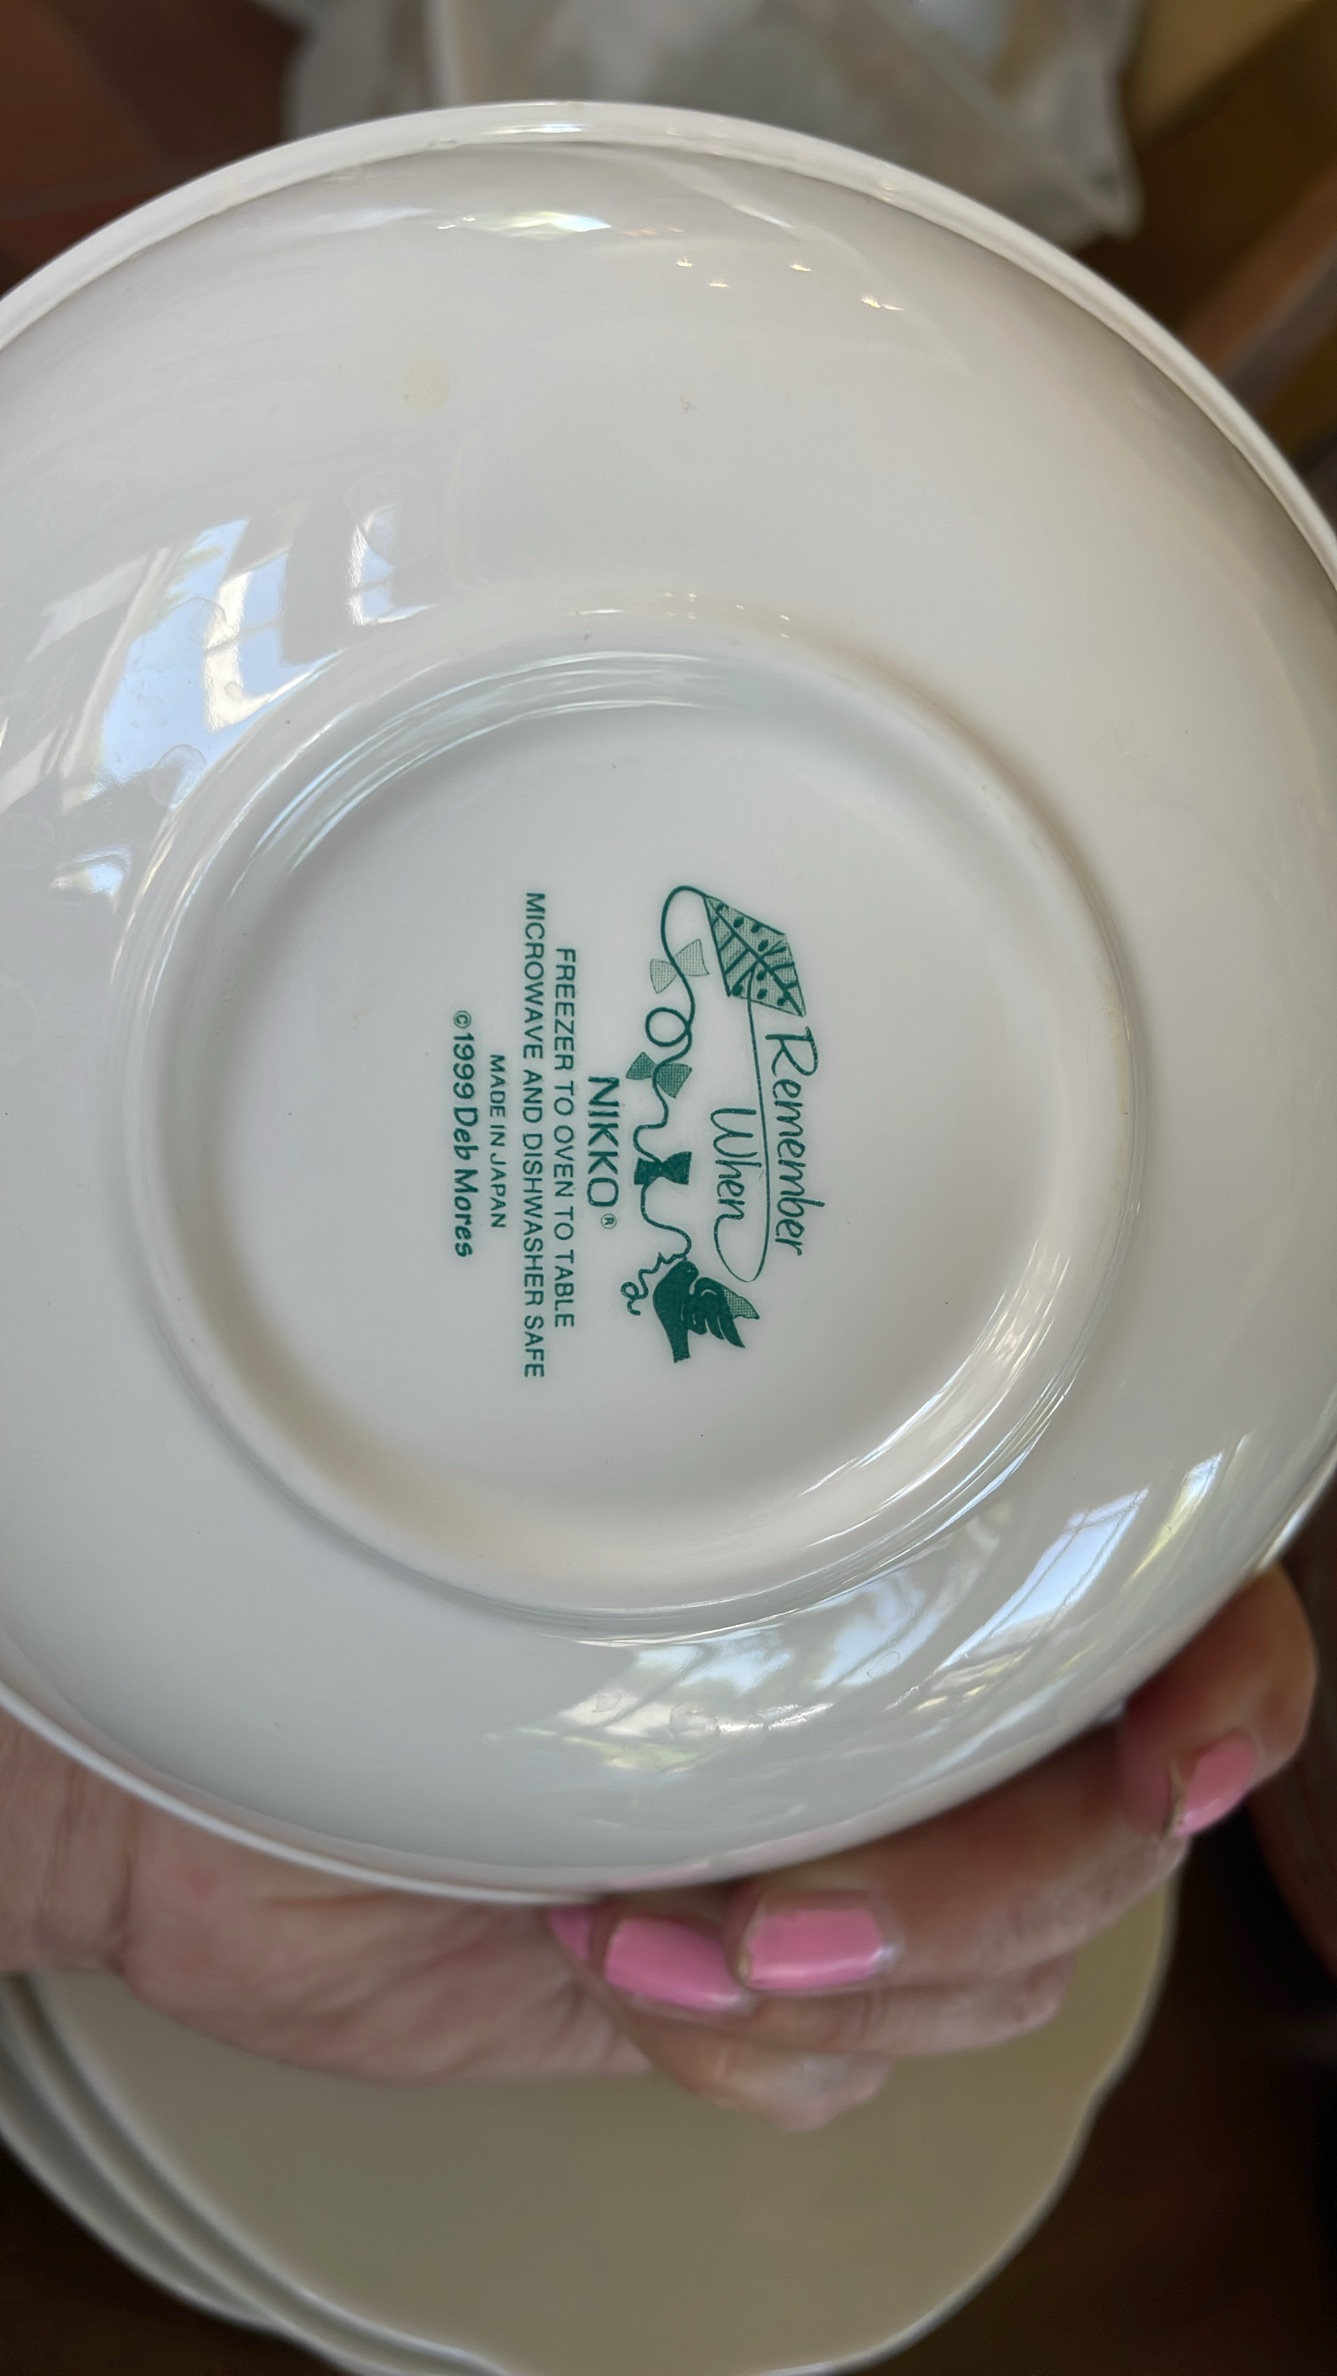 Remember
When
NIKKO®
FREEZER TO OVEN TO TABLE
MICROWAVE AND DISHWASHER SAFE
MADE IN JAPAN
©1999 Deb Mores